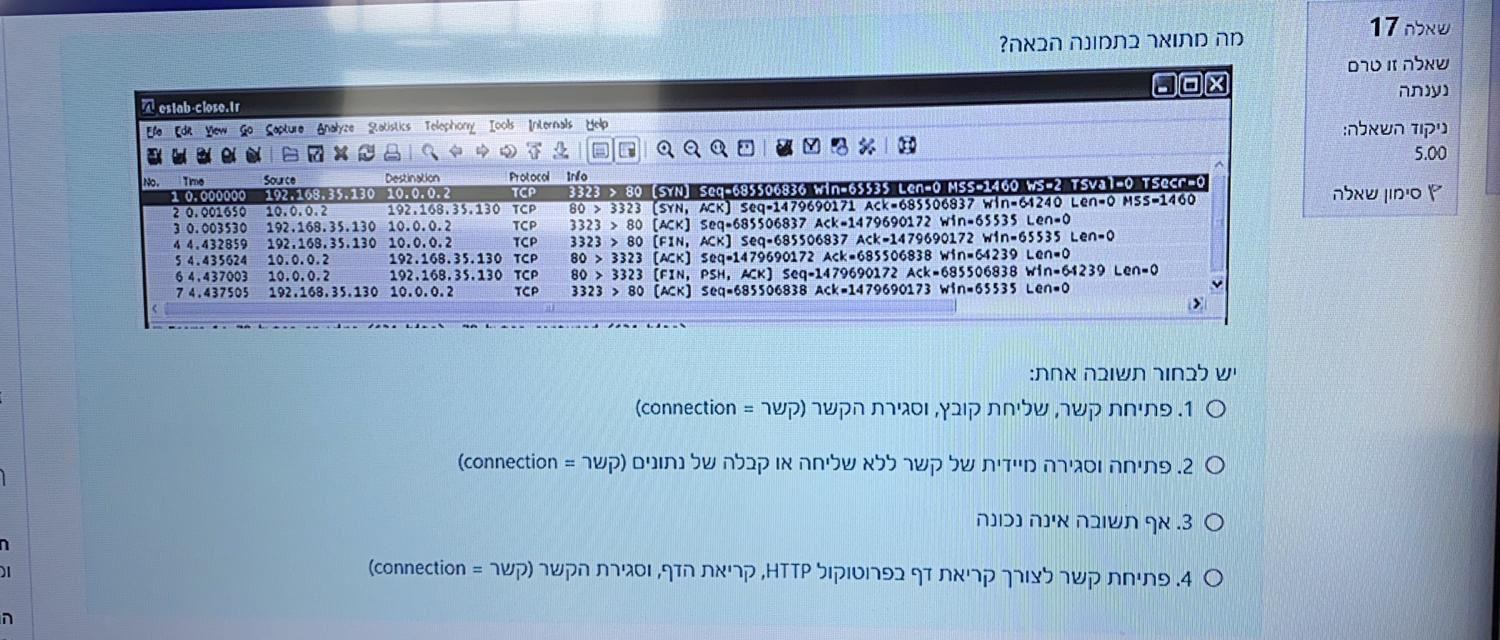 שאלה 17
שאלה זו טרם
נענתה
ניקוד השאלה:
5.00
סימון שאלה
מה מתואר בתמונה הבאה?
estab-close.tr
File Edit View Go Capture Analyze Statistics Telephony Tools Internals Help
No. Time Source Destination Protocol Info
1 0.000000 192.168.35.130 10.0.0.2 TCP 3323 > 80 [SYN] Seq=685506836 Win=65535 Len=0 MSS=1460 WS=2 TSval=0 TSecr=0
2 0.001650 10.0.0.2 192.168.35.130 TCP 80 > 3323 [SYN, ACK] Seq=1479690171 Ack=685506837 Win=64240 Len=0 MSS=1460
3 0.003530 192.168.35.130 10.0.0.2 TCP 3323 > 80 [ACK] Seq=685506837 Ack=1479690172 Win=65535 Len=0
4 4.432859 192.168.35.130 10.0.0.2 TCP 3323 > 80 [FIN, ACK] Seq=685506837 Ack=1479690172 Win=65535 Len=0
5 4.435624 10.0.0.2 192.168.35.130 TCP 80 > 3323 [ACK] Seq=1479690172 Ack=685506838 Win=64239 Len=0
6 4.437003 10.0.0.2 192.168.35.130 TCP 80 > 3323 [FIN, PSH, ACK] Seq=1479690172 Ack=685506838 Win=64239 Len=0
7 4.437505 192.168.35.130 10.0.0.2 TCP 3323 > 80 [ACK] Seq=685506838 Ack=1479690173 Win=65535 Len=0
יש לבחור תשובה אחת:
1. פתיחת קשר, שליחת קובץ, וסגירת הקשר (קשר = connection)
2. פתיחה וסגירה מיידית של קשר ללא שליחה או קבלה של נתונים (קשר = connection)
3. אף תשובה אינה נכונה
4. פתיחת קשר לצורך קריאת דף בפרוטוקול HTTP, קריאת הדף, וסגירת הקשר (קשר = connection)